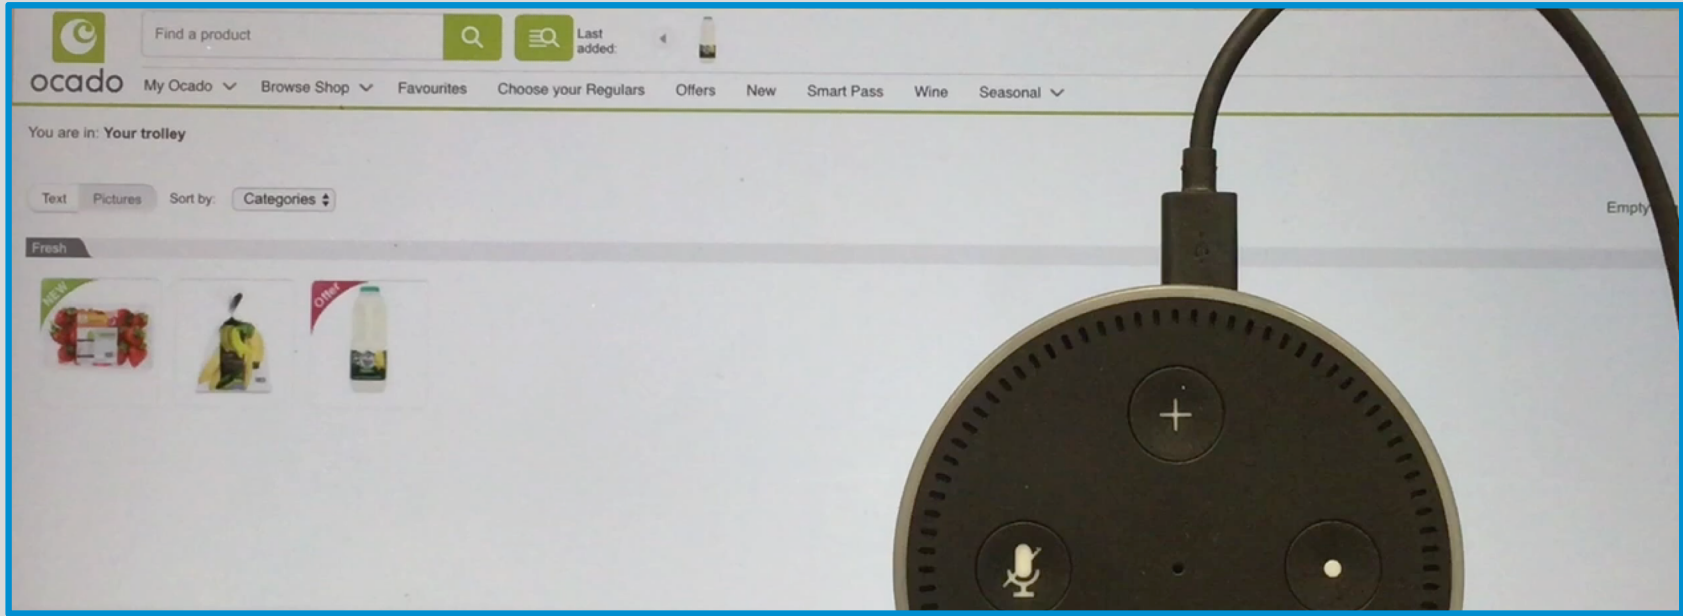 Find a product
Last
added:
ocado
My Ocado
Browse Shop
Favourites
Choose your Regulars
Offers
New
Smart Pass
Wine
Seasonal
You are in: Your trolley
Text
Pictures
Sort by:
Categories
Empty
Fresh
NEW
Offer